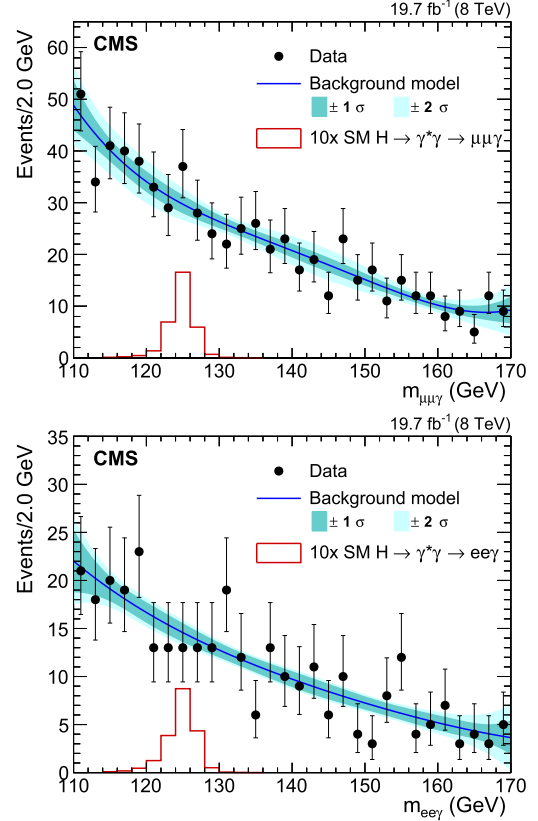 19.7 fb⁻¹ (8 TeV)
CMS
Data
Background model
± 1 σ ± 2 σ
10x SM H → γ*γ → μμγ
Events/2.0 GeV
60
50
40
30
20
10
0
110 120 130 140 150 160 170
m_μμγ (GeV)
19.7 fb⁻¹ (8 TeV)
CMS
Data
Background model
± 1 σ ± 2 σ
10x SM H → γ*γ → eeγ
Events/2.0 GeV
35
30
25
20
15
10
5
0
110 120 130 140 150 160 170
m_eeγ (GeV)